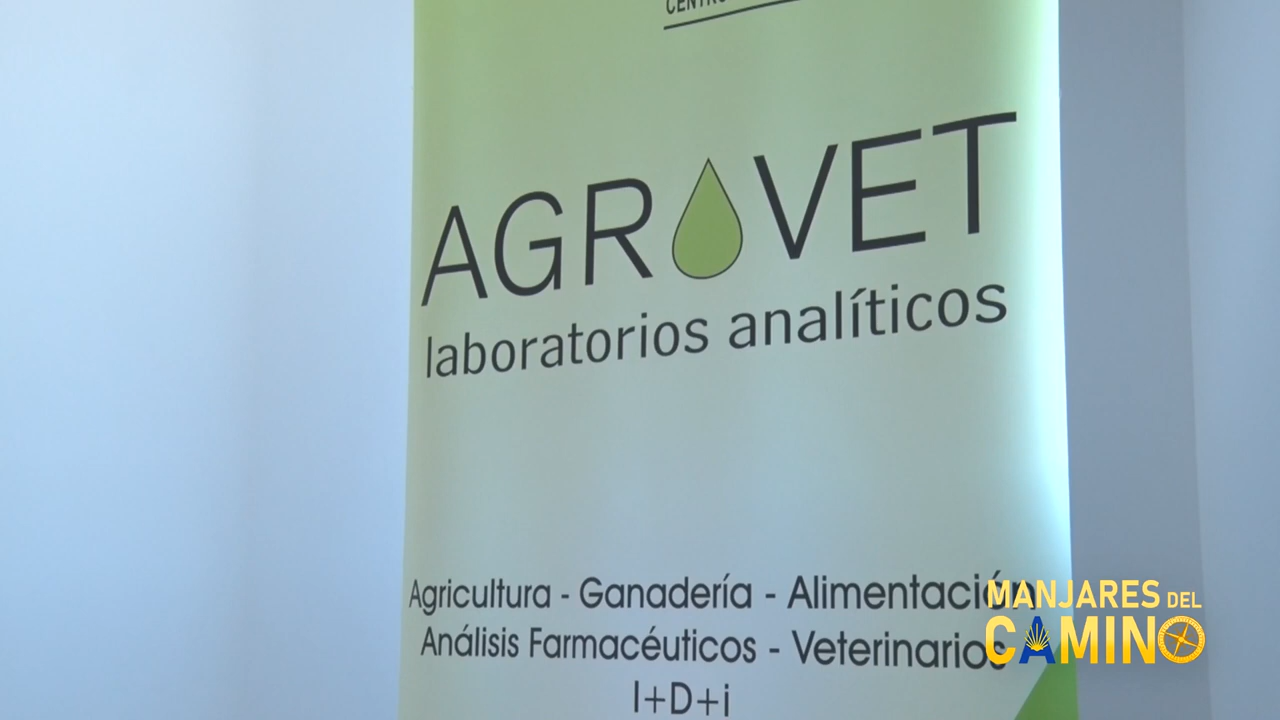 AGROVET
laboratorios analíticos
Agricultura - Ganadería - Alimentación
Análisis Farmacéuticos - Veterinarios
I+D+i
MANJARES DEL
CAMINO